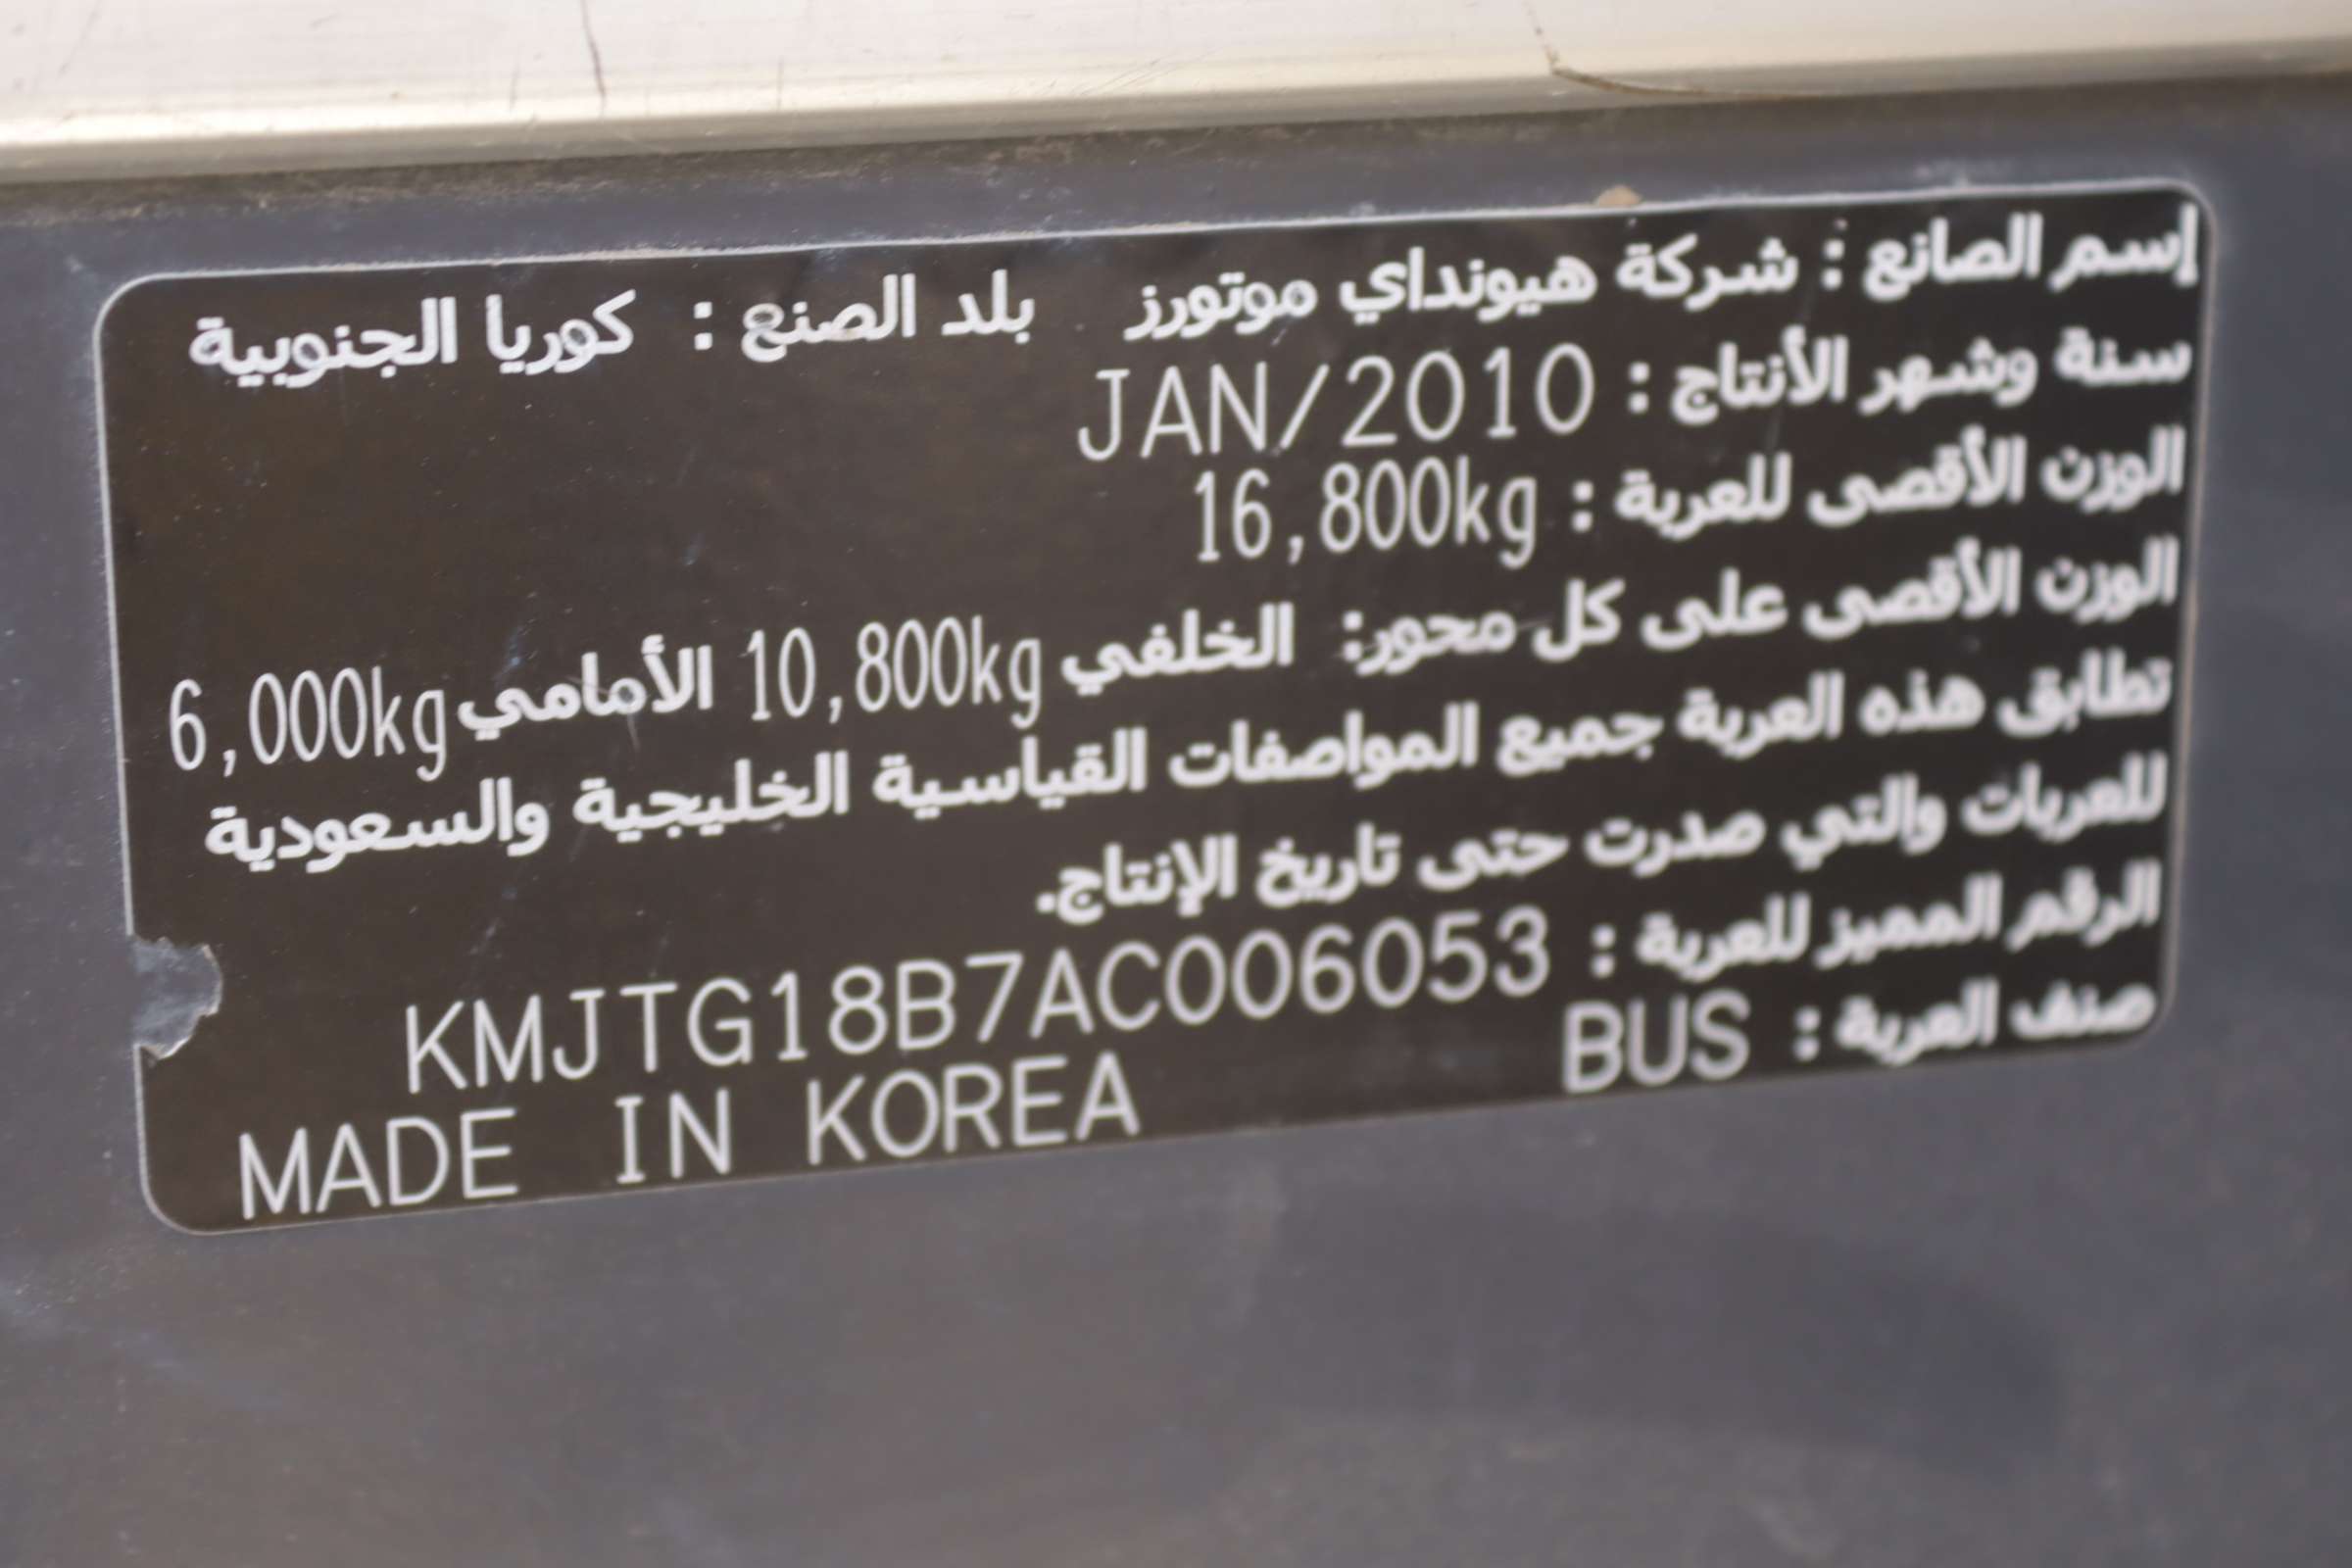 إسم الصانع : شركة هيونداي موتورز بلد الصنع : كوريا الجنوبية
سنة وشهر الأنتاج : JAN/2010
الوزن الأقصى للعربة : 16,800kg
الوزن الأقصى على كل محور: الخلفي 10,800kg الأمامي 6,000kg
تطابق هذه العربة جميع المواصفات القياسية الخليجية والسعودية
للعربات والتي صدرت حتى تاريخ الإنتاج.
الرقم المميز للعربة : KMJTG18B7AC006053
صنف العربة : BUS MADE IN KOREA